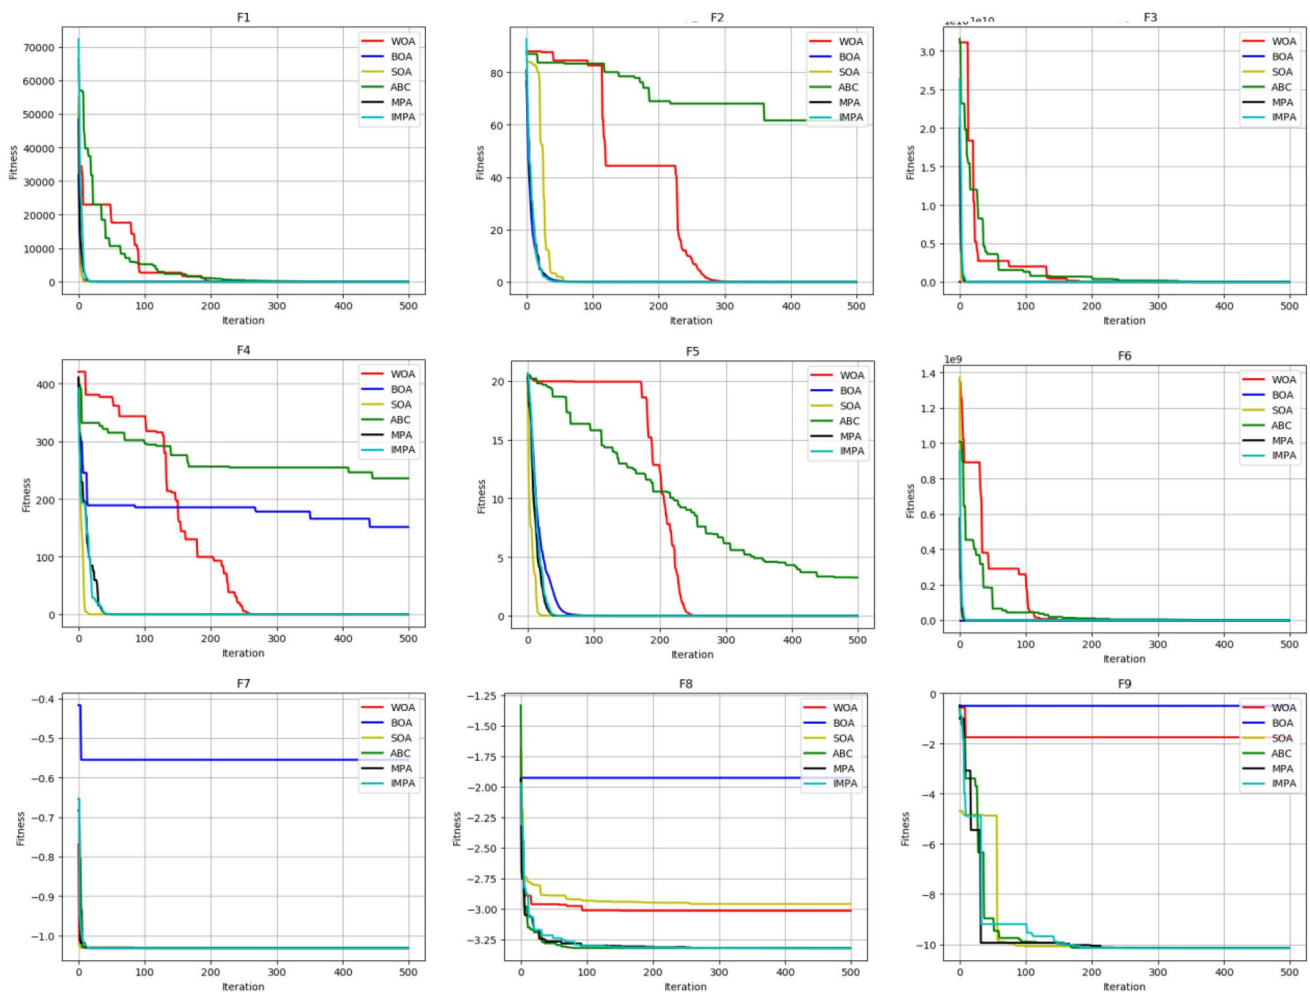 F1
70000
60000
50000
40000
30000
20000
10000
0
Fitness
0 100 200 300 400 500
Iteration
WOA
BOA
SOA
ABC
MPA
IMPA
F2
80
60
40
20
0
Fitness
0 100 200 300 400 500
Iteration
WOA
BOA
SOA
ABC
MPA
IMPA
F3
3.0
2.5
2.0
1.5
1.0
0.5
0.0
Fitness
0 100 200 300 400 500
Iteration
WOA
BOA
SOA
ABC
MPA
IMPA
F4
400
300
200
100
0
Fitness
0 100 200 300 400 500
Iteration
WOA
BOA
SOA
ABC
MPA
IMPA
F5
20
15
10
5
0
Fitness
0 100 200 300 400 500
Iteration
WOA
BOA
SOA
ABC
MPA
IMPA
F6
1e9
1.4
1.2
1.0
0.8
0.6
0.4
0.2
0.0
Fitness
0 100 200 300 400 500
Iteration
WOA
BOA
SOA
ABC
MPA
IMPA
F7
−0.4
−0.5
−0.6
−0.7
−0.8
−0.9
−1.0
Fitness
0 100 200 300 400 500
Iteration
WOA
BOA
SOA
ABC
MPA
IMPA
F8
−1.25
−1.50
−1.75
−2.00
−2.25
−2.50
−2.75
−3.00
−3.25
Fitness
0 100 200 300 400 500
Iteration
WOA
BOA
SOA
ABC
MPA
IMPA
F9
0
−2
−4
−6
−8
−10
Fitness
0 100 200 300 400 500
Iteration
WOA
BOA
SOA
ABC
MPA
IMPA